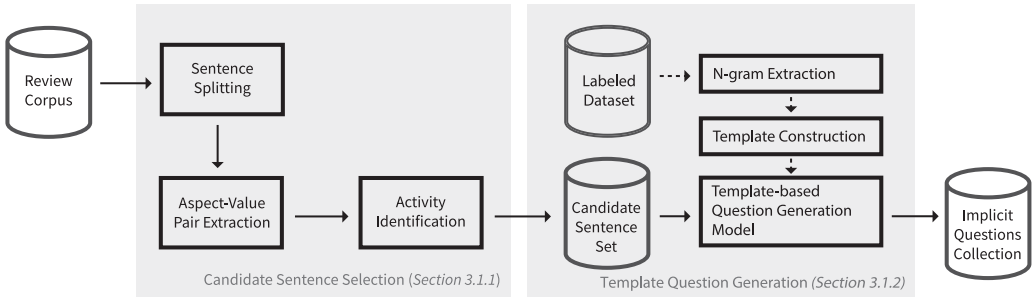 Review
Corpus
Sentence
Splitting
Aspect-Value
Pair Extraction
Activity
Identification
Candidate Sentence Selection (Section 3.1.1)
Labeled
Dataset
N-gram Extraction
Template Construction
Candidate
Sentence
Set
Template-based
Question Generation
Model
Template Question Generation (Section 3.1.2)
Implicit
Questions
Collection